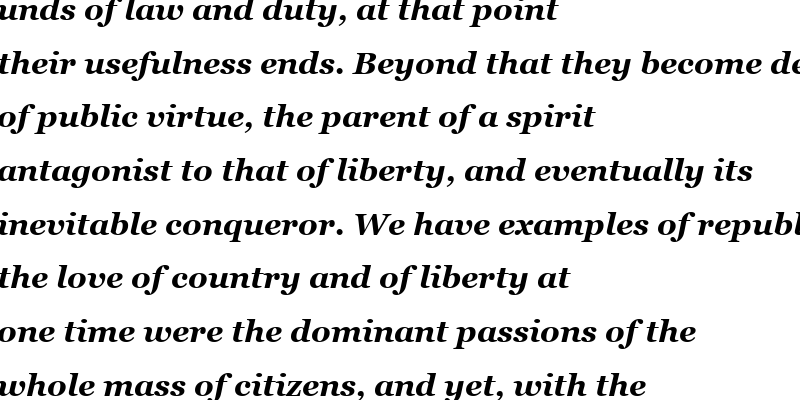 unds of law and duty, at that point
their usefulness ends. Beyond that they become de
of public virtue, the parent of a spirit
antagonist to that of liberty, and eventually its
inevitable conqueror. We have examples of republ
the love of country and of liberty at
one time were the dominant passions of the
whole mass of citizens, and yet, with the